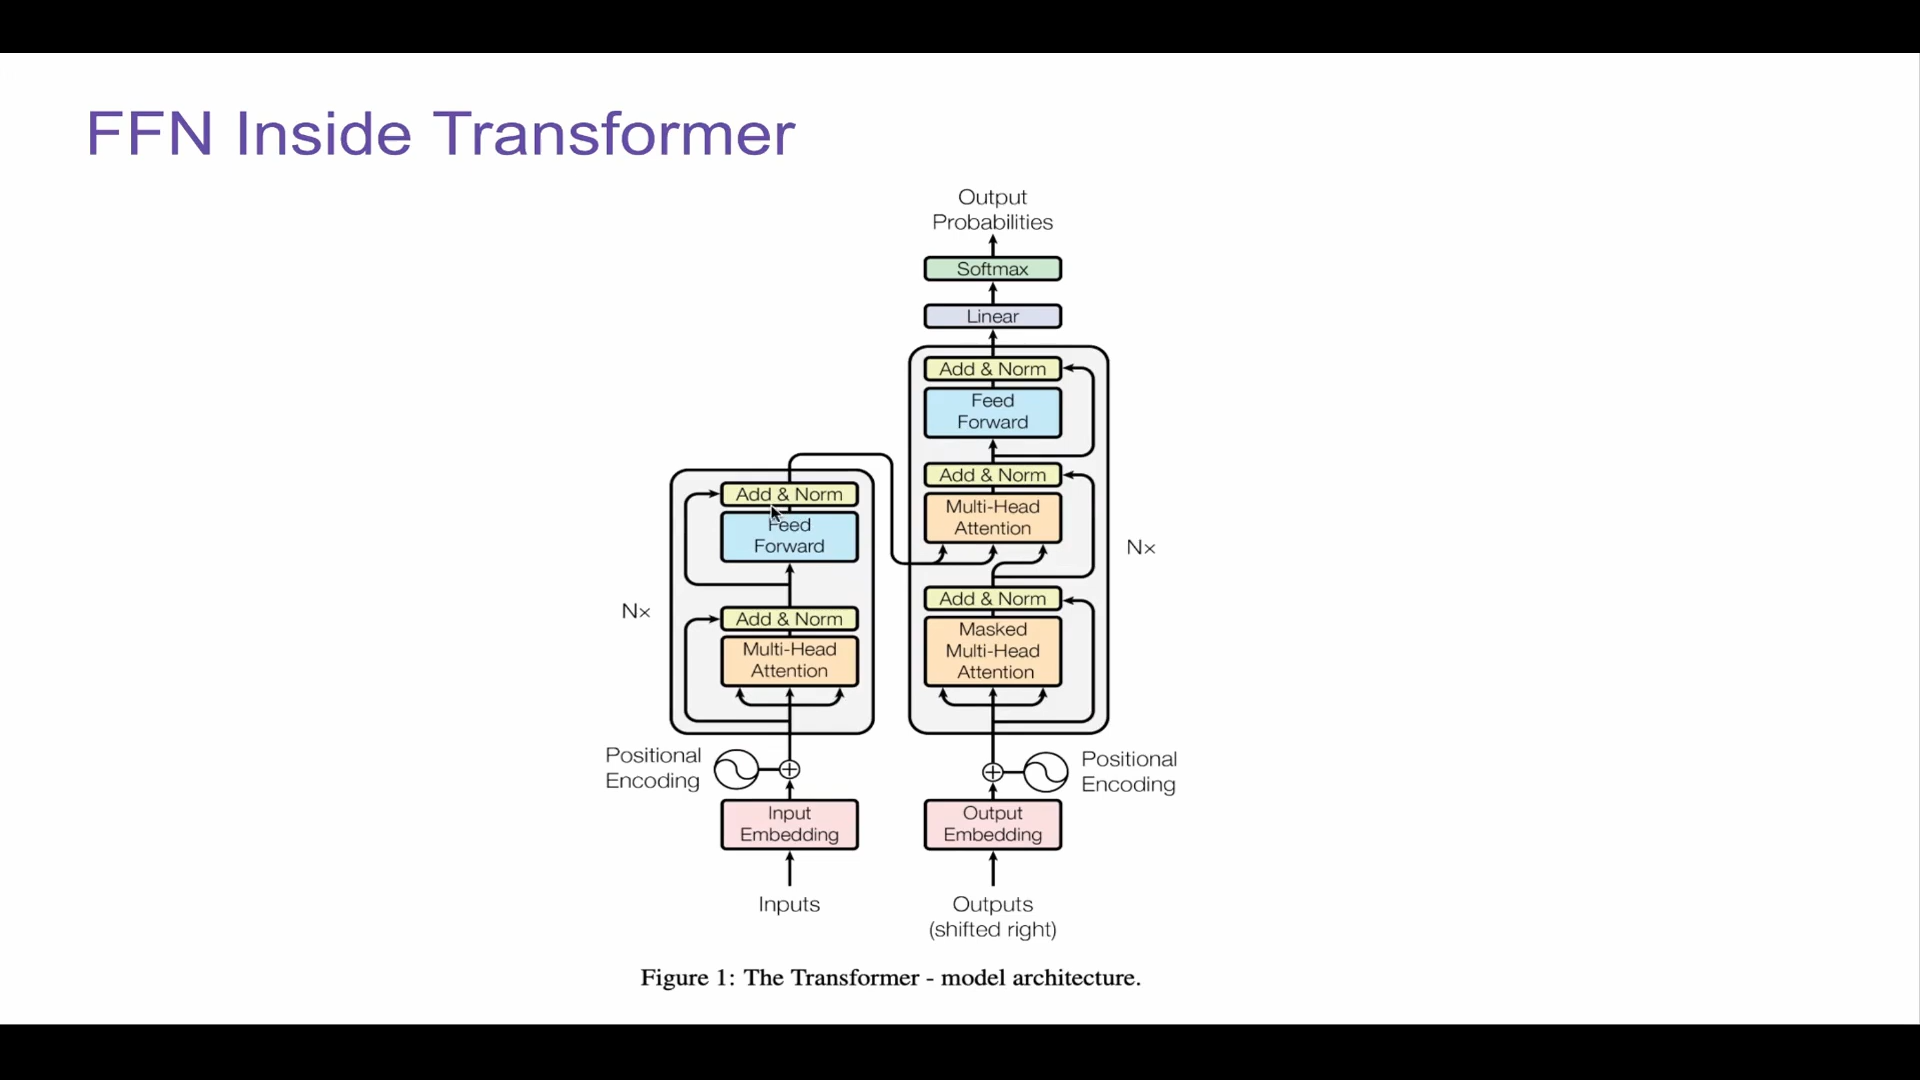 FFN Inside Transformer
Output
Probabilities
Softmax
Linear
Add & Norm
Feed
Forward
Add & Norm
Multi-Head
Attention
Nx
Add & Norm
Masked
Multi-Head
Attention
Add & Norm
Feed
Forward
Nx
Add & Norm
Multi-Head
Attention
Positional
Encoding
Positional
Encoding
Input
Embedding
Output
Embedding
Inputs
Outputs
(shifted right)
Figure 1: The Transformer - model architecture.